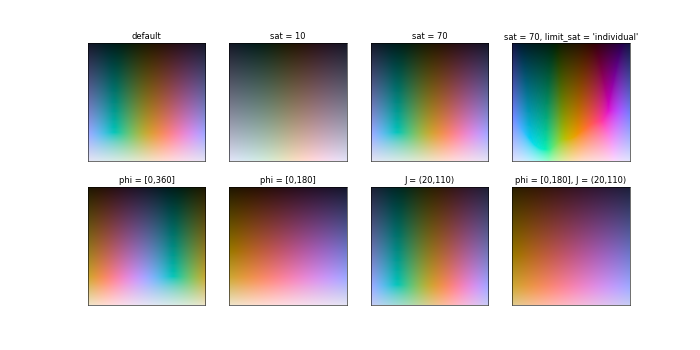 default
sat = 10
sat = 70
sat = 70, limit_sat = 'individual'
phi = [0,360]
phi = [0,180]
J = (20,110)
phi = [0,180], J = (20,110)